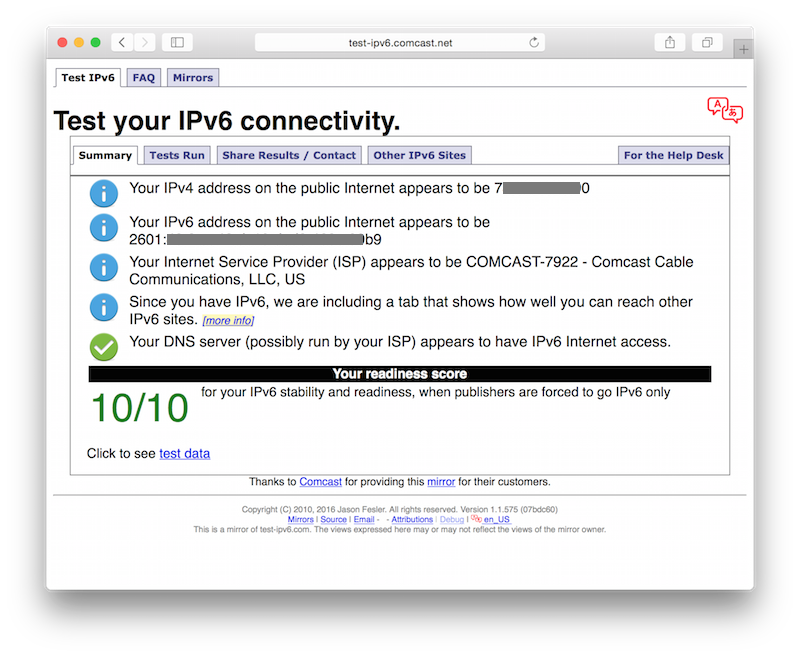 test-ipv6.comcast.net
Test IPv6 FAQ Mirrors
Test your IPv6 connectivity.
Summary Tests Run Share Results / Contact Other IPv6 Sites For the Help Desk
Your IPv4 address on the public Internet appears to be 7 0
Your IPv6 address on the public Internet appears to be
2601: b9
Your Internet Service Provider (ISP) appears to be COMCAST-7922 - Comcast Cable
Communications, LLC, US
Since you have IPv6, we are including a tab that shows how well you can reach other
IPv6 sites. [more info]
Your DNS server (possibly run by your ISP) appears to have IPv6 Internet access.
Your readiness score
10/10 for your IPv6 stability and readiness, when publishers are forced to go IPv6 only
Click to see test data
Thanks to Comcast for providing this mirror for their customers.
Copyright (C) 2010, 2016 Jason Fesler. All rights reserved. Version 1.1.575 (07bdc60)
Mirrors | Source | Email - - Attributions | Debug | en_US
This is a mirror of test-ipv6.com. The views expressed here may or may not reflect the views of the mirror owner.